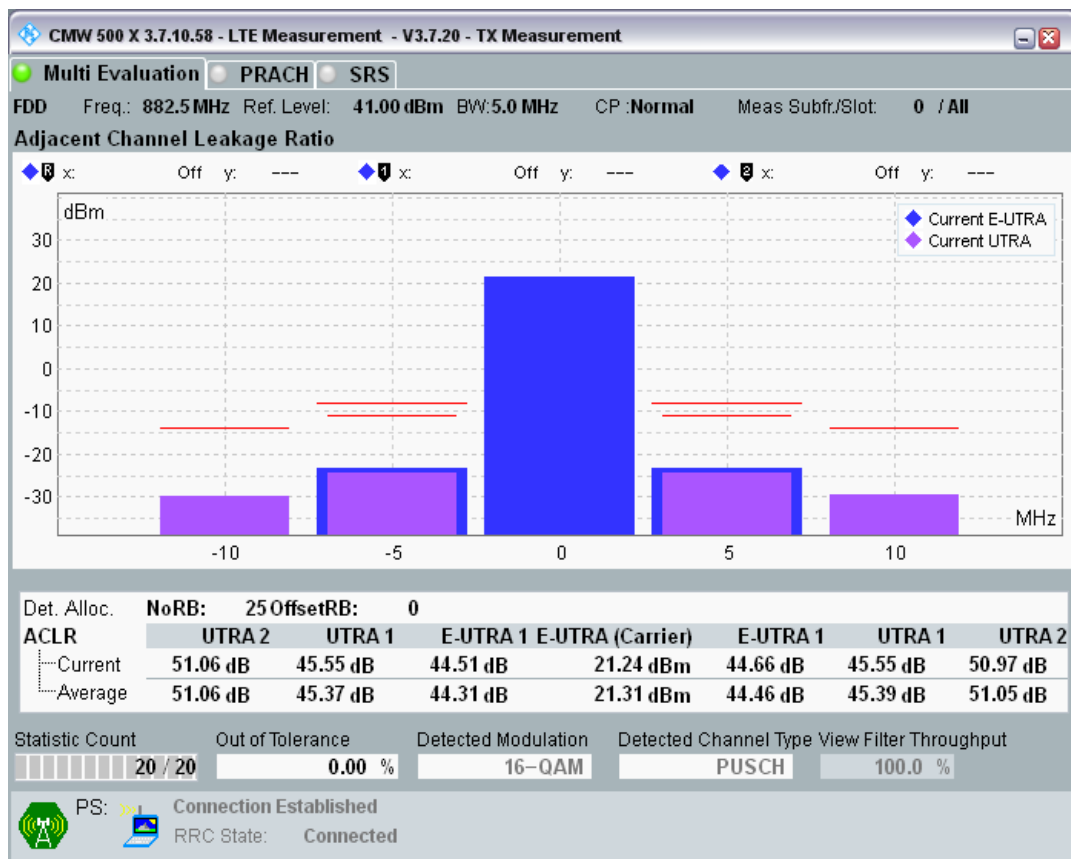 CMW 500 X 3.7.10.58 - LTE Measurement - V3.7.20 - TX Measurement
Multi Evaluation PRACH SRS
FDD Freq.: 882.5 MHz Ref. Level: 41.00 dBm BW:5.0 MHz CP :Normal Meas Subfr./Slot: 0 / All
Adjacent Channel Leakage Ratio
R x: Off y: --- 1 x: Off y: --- 2 x: Off y: ---
dBm
Current E-UTRA
Current UTRA
30
20
10
0
-10
-20
-30
MHz
-10 -5 0 5 10
Det. Alloc. NoRB: 25 OffsetRB: 0
ACLR UTRA 2 UTRA 1 E-UTRA 1 E-UTRA (Carrier) E-UTRA 1 UTRA 1 UTRA 2
Current 51.06 dB 45.55 dB 44.51 dB 21.24 dBm 44.66 dB 45.55 dB 50.97 dB
Average 51.06 dB 45.37 dB 44.31 dB 21.31 dBm 44.46 dB 45.39 dB 51.05 dB
Statistic Count Out of Tolerance Detected Modulation Detected Channel Type View Filter Throughput
20 / 20 0.00 % 16-QAM PUSCH 100.0 %
PS: Connection Established
RRC State: Connected